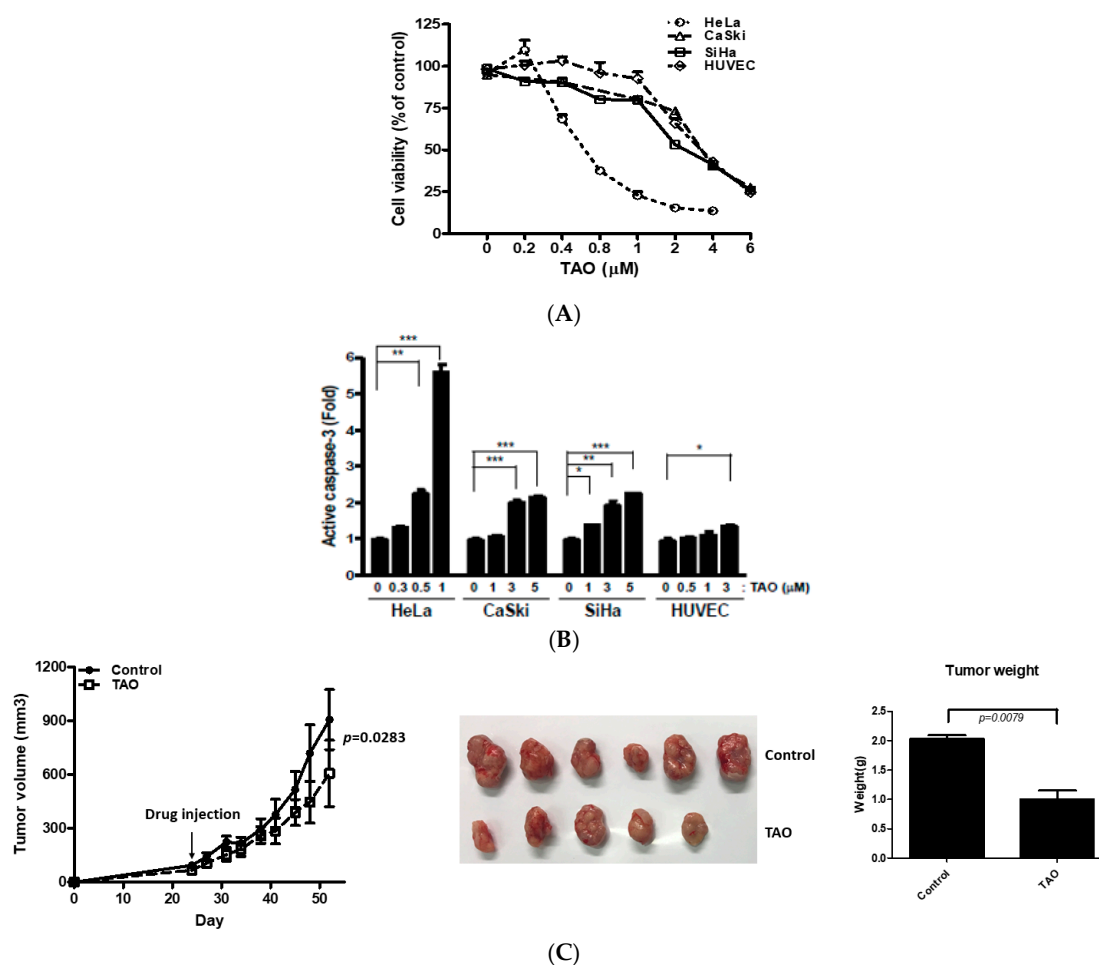 HeLa
CaSki
SiHa
HUVEC
Cell viability (% of control)
125
100
75
50
25
0
0 0.2 0.4 0.8 1 2 4 6
TAO (μM)
(A)
Active caspase-3 (Fold)
6
5
4
3
2
1
0
*** ** *** *** *** ** * *
0 0.3 0.5 1 0 1 3 5 0 1 3 5 0 0.5 1 3 : TAO (μM)
HeLa CaSki SiHa HUVEC
(B)
Tumor volume (mm3)
1200
900
600
300
0
Control
TAO
p=0.0283
Drug injection
0 10 20 30 40 50
Day
Control
TAO
Tumor weight
p=0.0079
Weight(g)
2.5
2.0
1.5
1.0
0.5
0.0
Control TAO
(C)